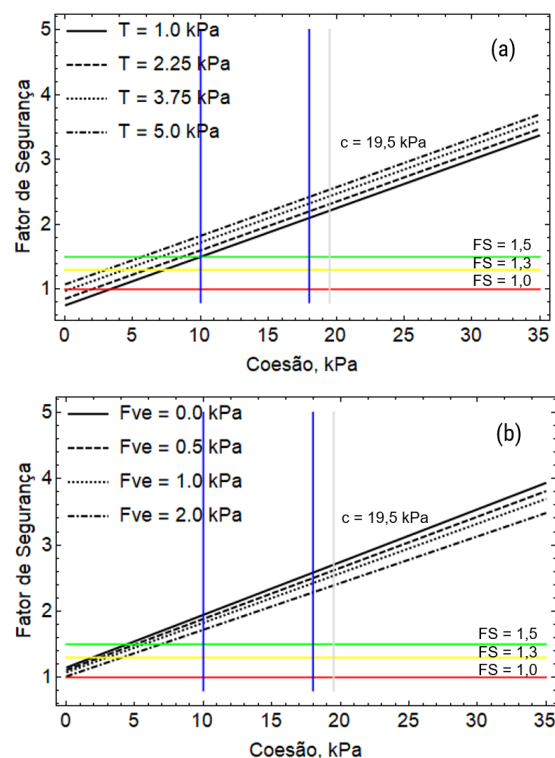 (a)
T = 1.0 kPa
T = 2.25 kPa
T = 3.75 kPa
T = 5.0 kPa
c = 19,5 kPa
FS = 1,5
FS = 1,3
FS = 1,0
Fator de Segurança
5
4
3
2
1
0 5 10 15 20 25 30 35
Coesão, kPa
(b)
Fve = 0.0 kPa
Fve = 0.5 kPa
Fve = 1.0 kPa
Fve = 2.0 kPa
c = 19,5 kPa
FS = 1,5
FS = 1,3
FS = 1,0
Fator de Segurança
5
4
3
2
1
0 5 10 15 20 25 30 35
Coesão, kPa